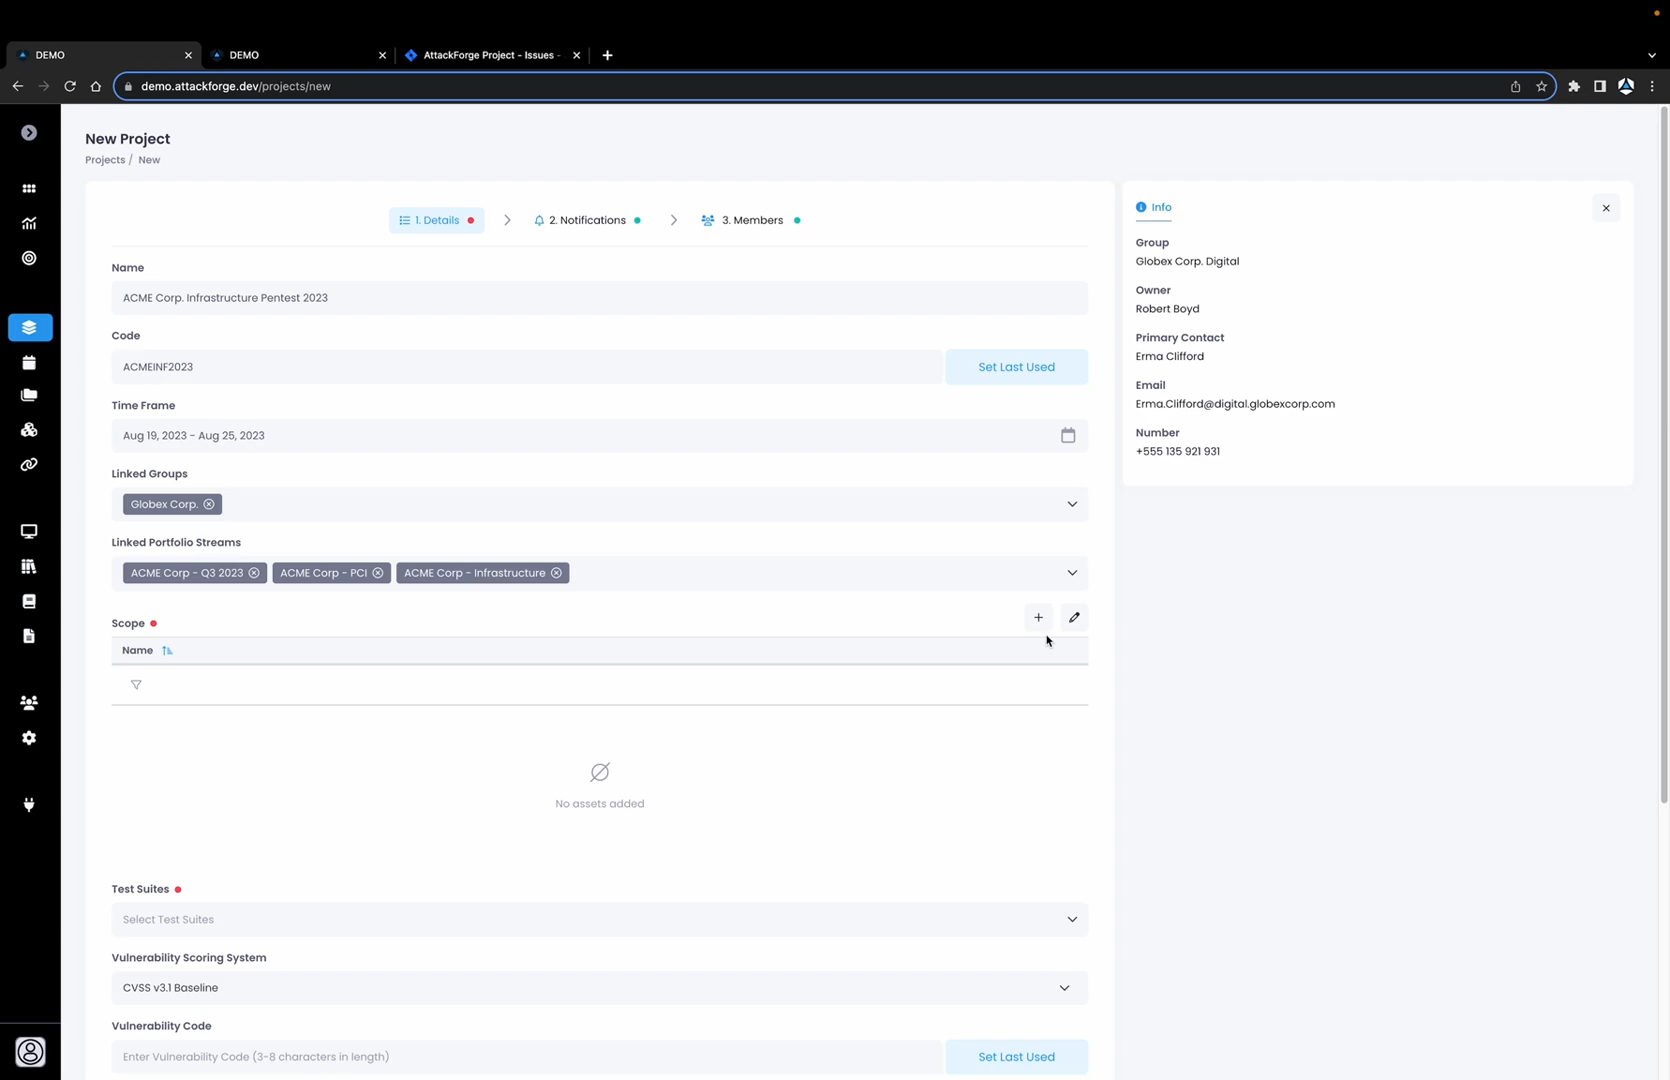 DEMO
DEMO
AttackForge Project - Issues -
demo.attackforge.dev/projects/new
New Project
Projects / New
1. Details
2. Notifications
3. Members
Name
ACME Corp. Infrastructure Pentest 2023
Code
ACMEINF2023
Set Last Used
Time Frame
Aug 19, 2023 - Aug 25, 2023
Linked Groups
Globex Corp.
Linked Portfolio Streams
ACME Corp - Q3 2023
ACME Corp - PCI
ACME Corp - Infrastructure
Scope
Name
No assets added
Test Suites
Select Test Suites
Vulnerability Scoring System
CVSS v3.1 Baseline
Vulnerability Code
Enter Vulnerability Code (3-8 characters in length)
Set Last Used
Info
Group
Globex Corp. Digital
Owner
Robert Boyd
Primary Contact
Erma Clifford
Email
Erma.Clifford@digital.globexcorp.com
Number
+555 135 921 931